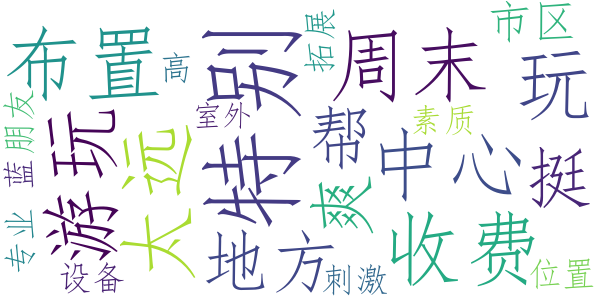 布置
高
特别
拓展
周末
市区
玩
朋友
蓝
游玩
太远
室外
帮
中心
素质
挺
专业
设备
地方
爽
刺激
收费
位置